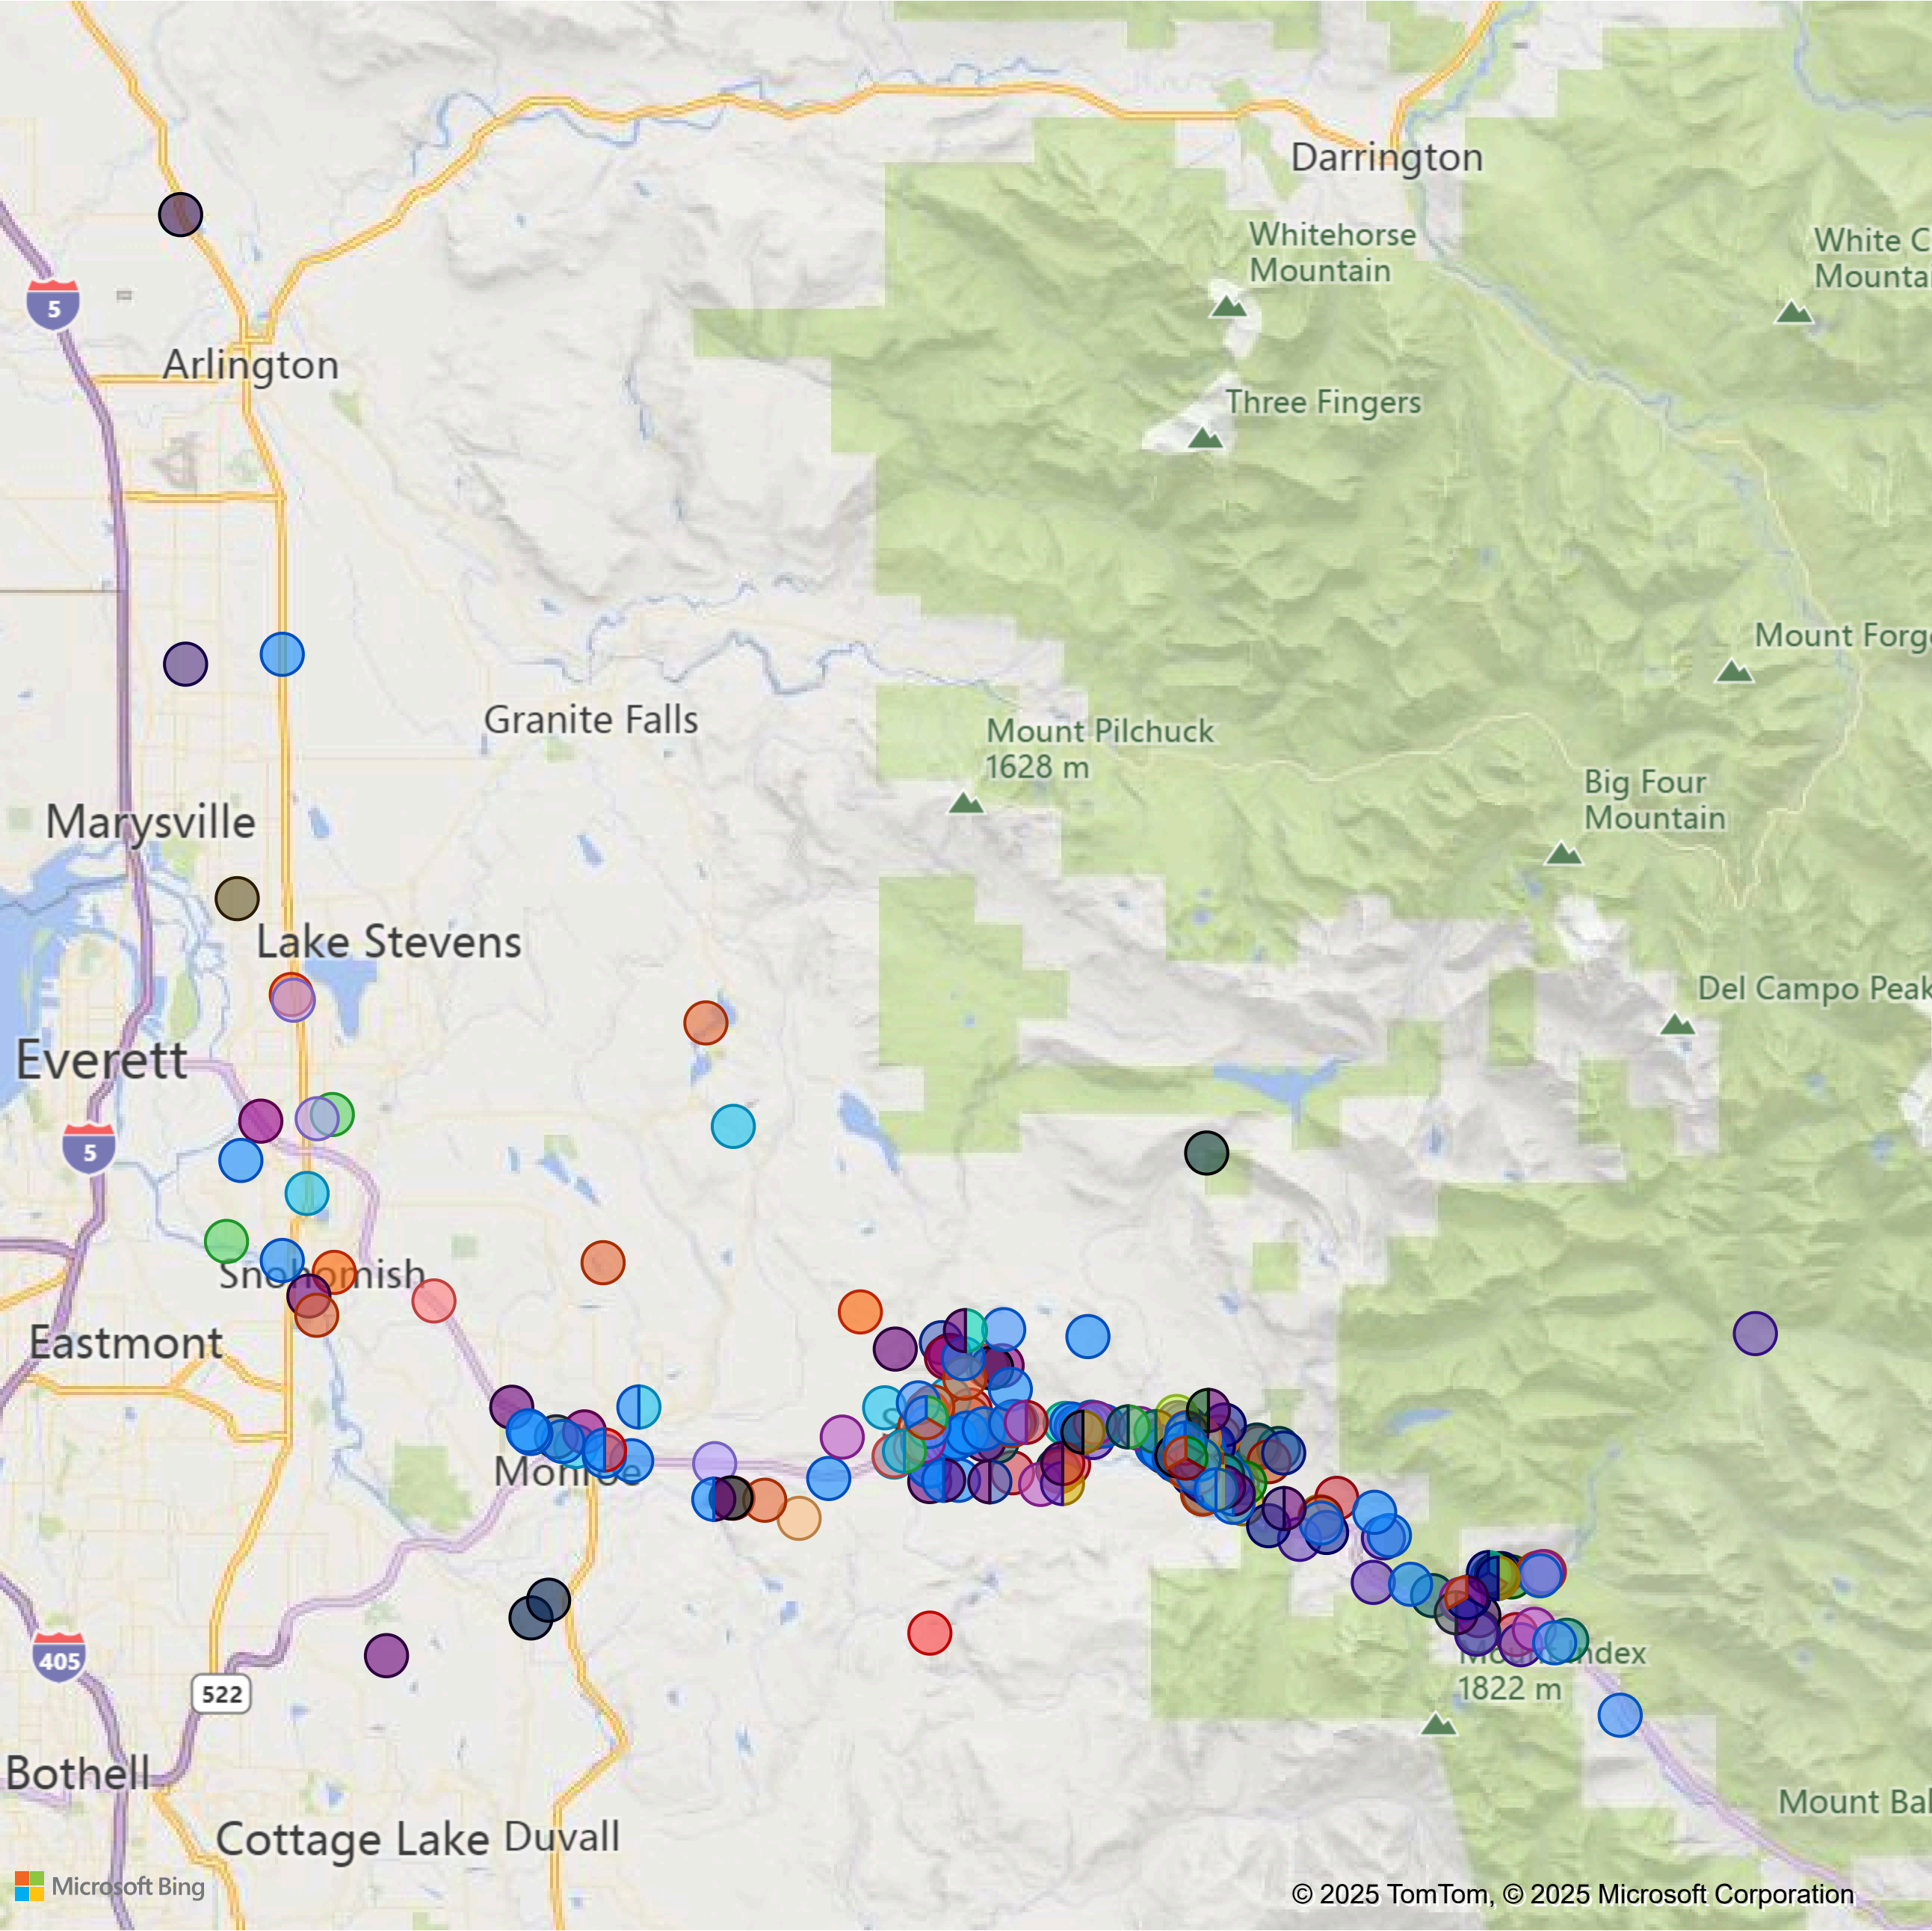 Darrington
Whitehorse
Mountain
White C
Mounta
5
Arlington
Three Fingers
Mount Forg
Granite Falls
Mount Pilchuck
1628 m
Big Four
Mountain
Marysville
Lake Stevens
Del Campo Peak
Everett
5
Snohomish
Eastmont
Monroe
405
522
1822 m
Bothell
Mount Bal
Cottage Lake
Duvall
Microsoft Bing
© 2025 TomTom, © 2025 Microsoft Corporation